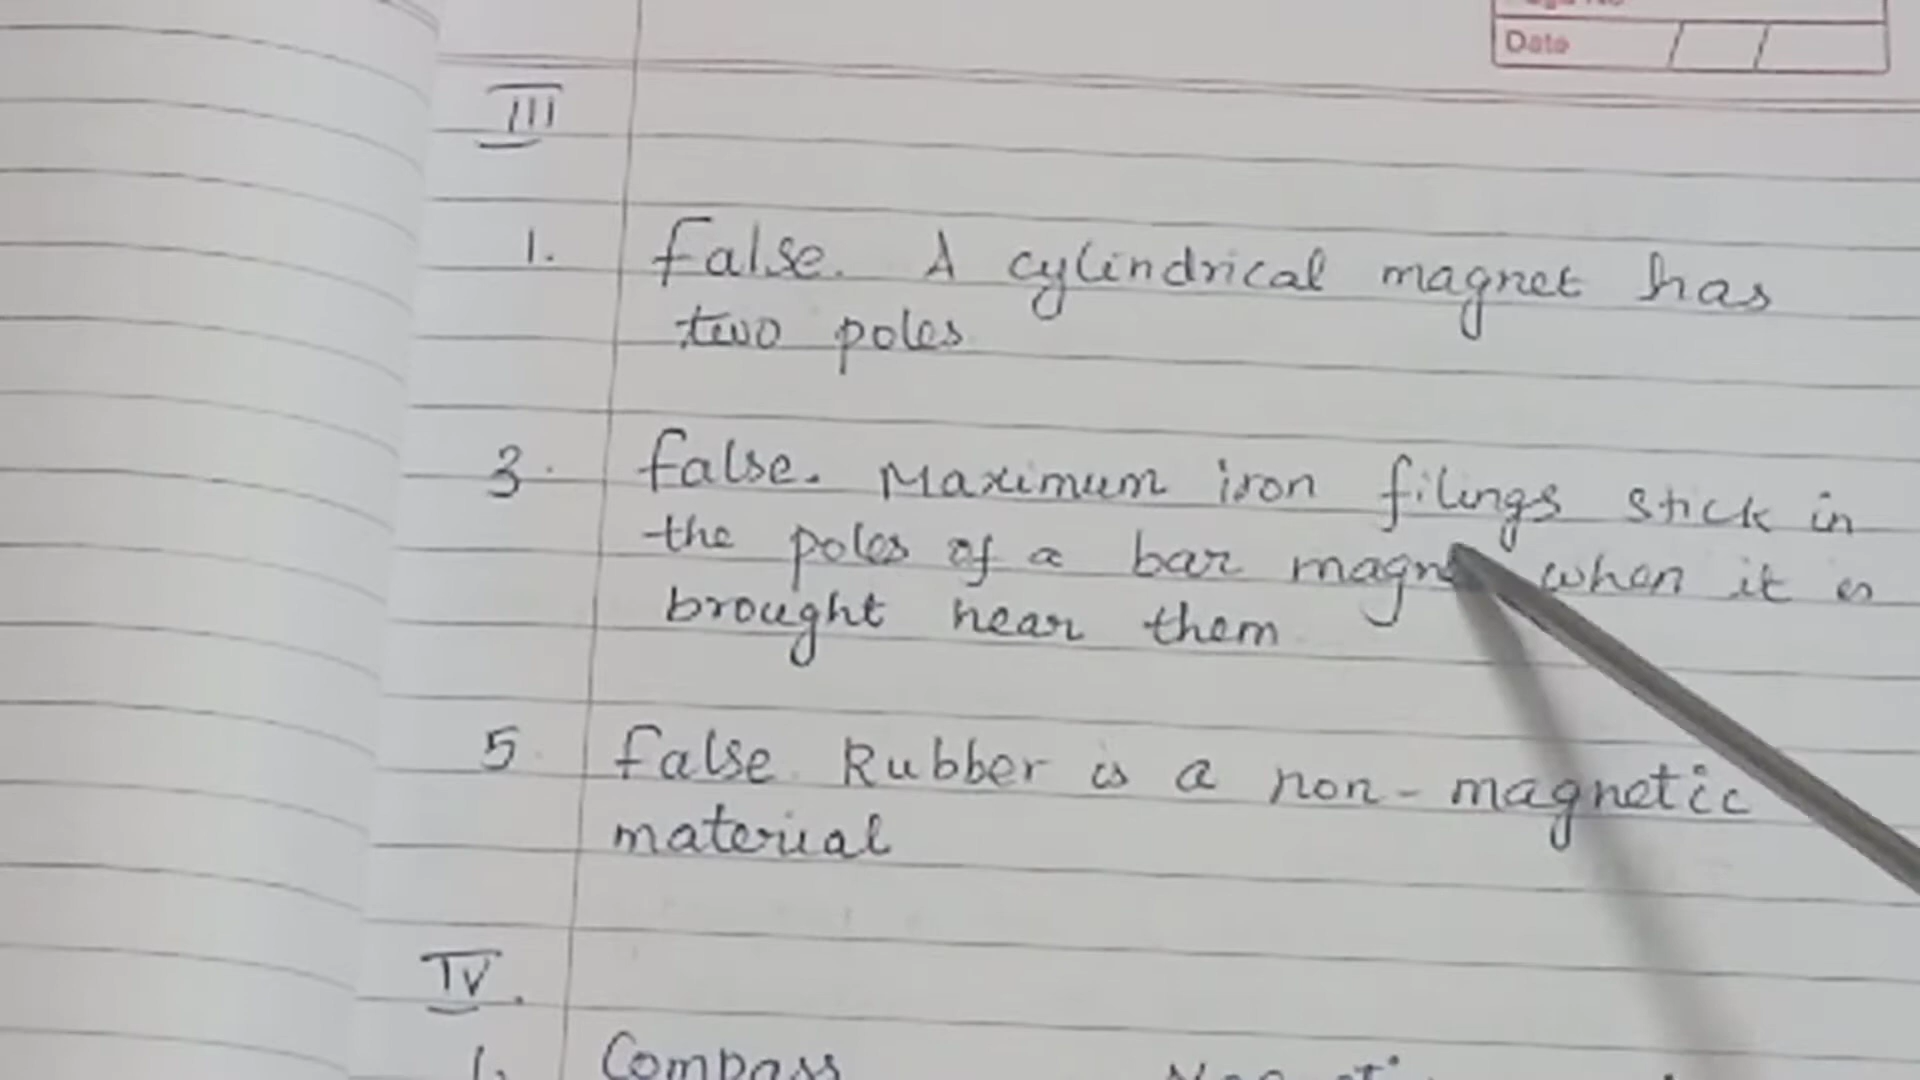 Date
III
1. False. A cylindrical magnet has
two poles
3. False. Maximum iron filings stick in
the poles of a bar when it is
brought near them
5. False. Rubber is a non-magnetic
material
IV.
1. Compass